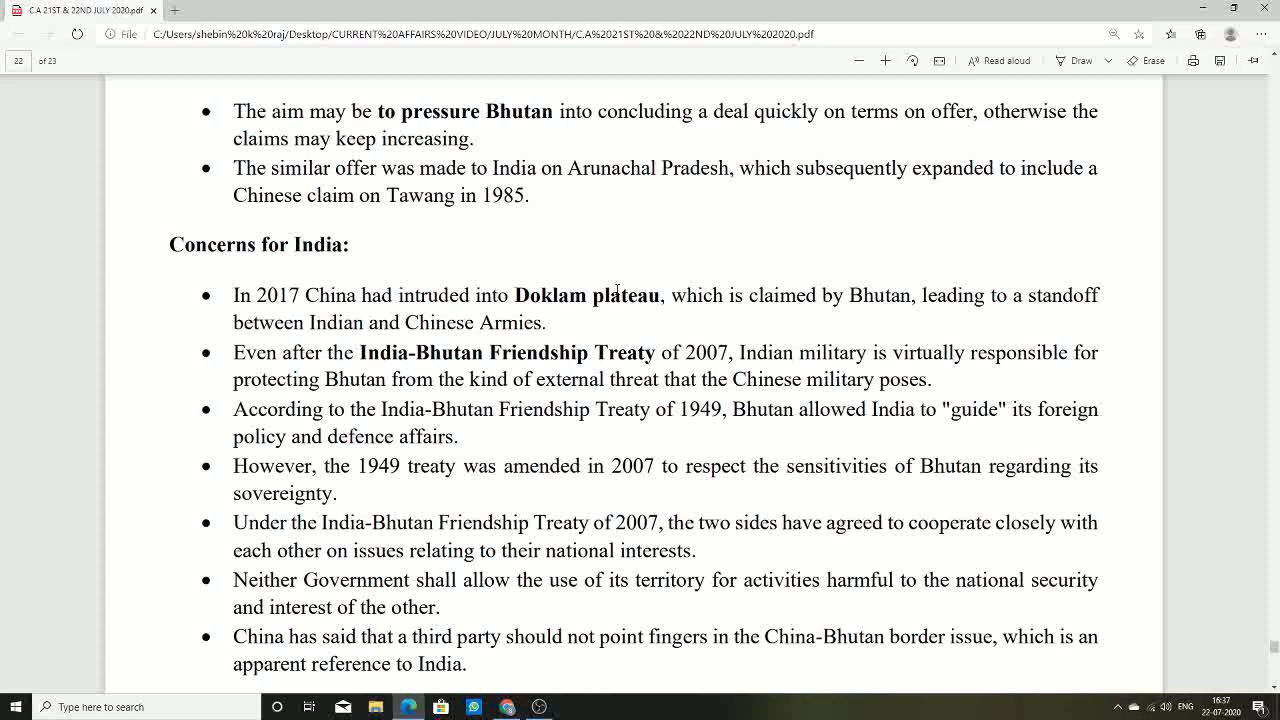 C.A 21ST & 22ND JULY 2020.pdf
File C:/Users/shebin%20k%20raj/Desktop/CURRENT%20AFFAIRS%20VIDEO/JULY%20MONTH/C.A%2021ST%20&%2022ND%20JULY%202020.pdf
22 of 23 Read aloud Draw Erase
• The aim may be to pressure Bhutan into concluding a deal quickly on terms on offer, otherwise the
claims may keep increasing.
• The similar offer was made to India on Arunachal Pradesh, which subsequently expanded to include a
Chinese claim on Tawang in 1985.
Concerns for India:
• In 2017 China had intruded into Doklam plateau, which is claimed by Bhutan, leading to a standoff
between Indian and Chinese Armies.
• Even after the India-Bhutan Friendship Treaty of 2007, Indian military is virtually responsible for
protecting Bhutan from the kind of external threat that the Chinese military poses.
• According to the India-Bhutan Friendship Treaty of 1949, Bhutan allowed India to "guide" its foreign
policy and defence affairs.
• However, the 1949 treaty was amended in 2007 to respect the sensitivities of Bhutan regarding its
sovereignty.
• Under the India-Bhutan Friendship Treaty of 2007, the two sides have agreed to cooperate closely with
each other on issues relating to their national interests.
• Neither Government shall allow the use of its territory for activities harmful to the national security
and interest of the other.
• China has said that a third party should not point fingers in the China-Bhutan border issue, which is an
apparent reference to India.
Type here to search
ENG
16:37
22-07-2020